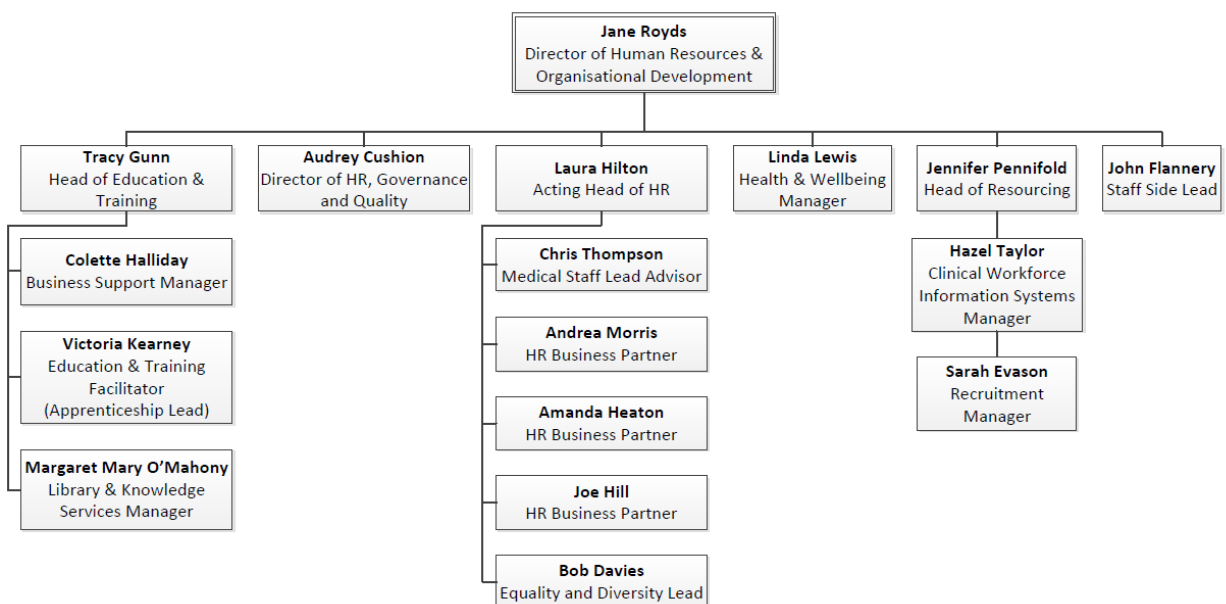 Jane Royds
Director of Human Resources &
Organisational Development
Tracy Gunn
Head of Education &
Training
Audrey Cushion
Director of HR, Governance
and Quality
Laura Hilton
Acting Head of HR
Linda Lewis
Health & Wellbeing
Manager
Jennifer Pennifold
Head of Resourcing
John Flannery
Staff Side Lead
Colette Halliday
Business Support Manager
Victoria Kearney
Education & Training
Facilitator
(Apprenticeship Lead)
Margaret Mary O’Mahony
Library & Knowledge
Services Manager
Chris Thompson
Medical Staff Lead Advisor
Andrea Morris
HR Business Partner
Amanda Heaton
HR Business Partner
Joe Hill
HR Business Partner
Bob Davies
Equality and Diversity Lead
Hazel Taylor
Clinical Workforce
Information Systems
Manager
Sarah Evason
Recruitment
Manager